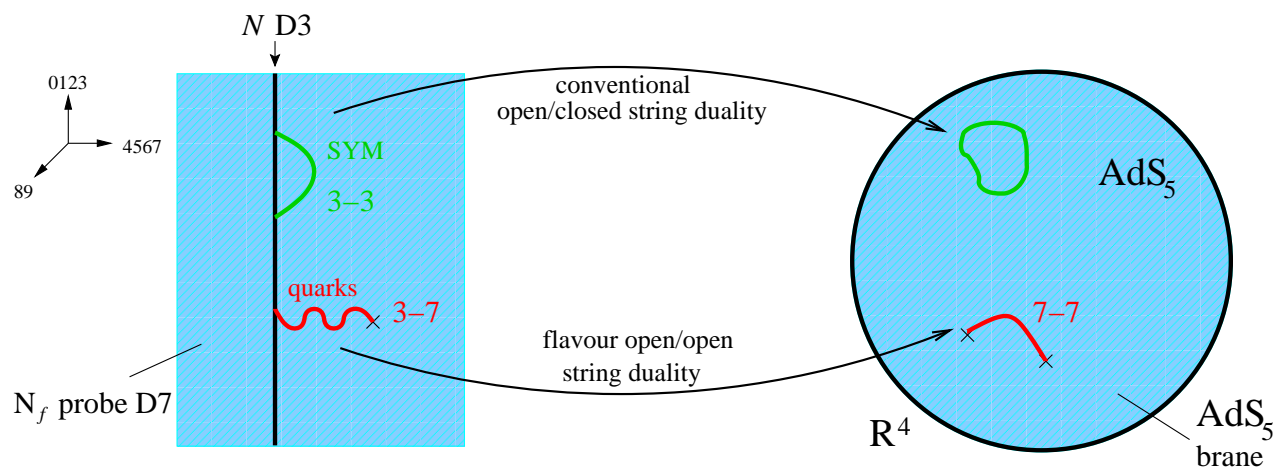 N D3
0123
4567
89
conventional
open/closed string duality
SYM
3–3
AdS5
quarks
3–7
7–7
flavour open/open
string duality
Nf probe D7
R4
AdS5
brane